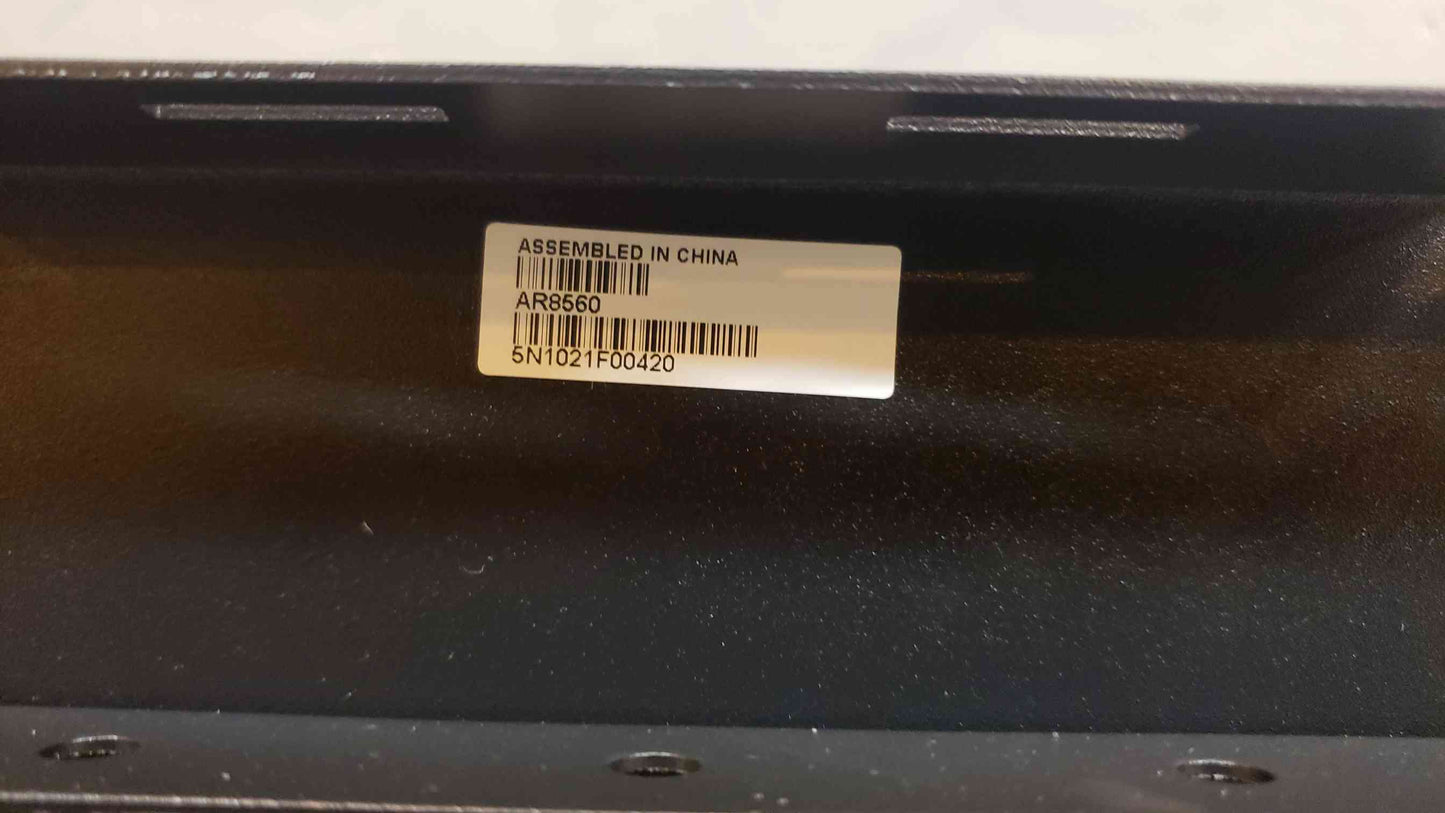 ASSEMBLED IN CHINA
AR8560
5N1021F00420